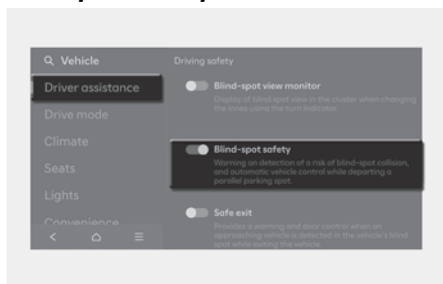 Vehicle
Driving safety
Driver assistance
Blind-spot view monitor
Display of blind spot view in the cluster when changing
the lanes using the turn indicator.
Drive mode
Climate
Blind-spot safety
Warning on detection of a risk of blind-spot collision,
and automatic vehicle control while departing a
parallel parking spot.
Seats
Lights
Safe exit
Provides a warning and door control when an
approaching vehicle is detected in the vehicle's blind
spot while exiting the vehicle.
Convenience